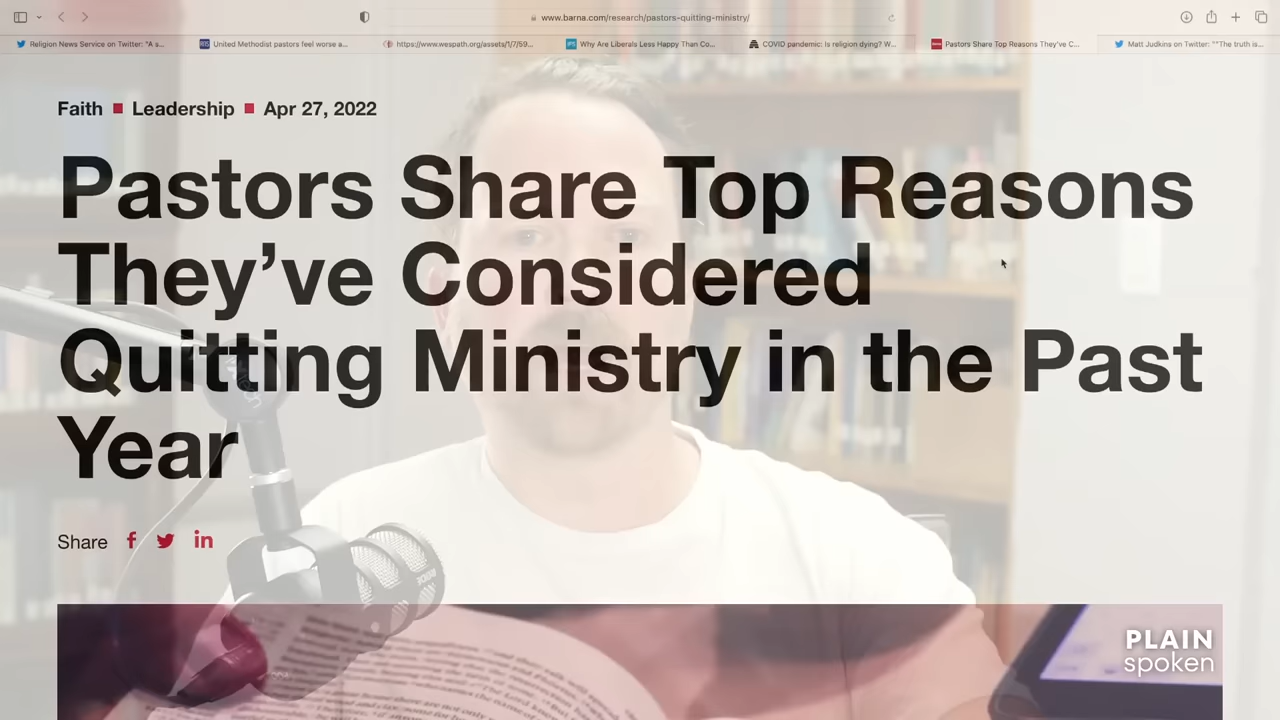 www.barna.com/research/pastors-quitting-ministry/
Religion News Service on Twitter: "A s...
United Methodist pastors feel worse a...
https://www.wespath.org/assets/1/7/59...
Why Are Liberals Less Happy Than Co...
COVID pandemic: Is religion dying? W...
Pastors Share Top Reasons They've C...
Matt Judkins on Twitter: ""The truth is...
Faith Leadership Apr 27, 2022
Pastors Share Top Reasons
They’ve Considered
Quitting Ministry in the Past
Year
Share
RØDE
PLAIN
spoken